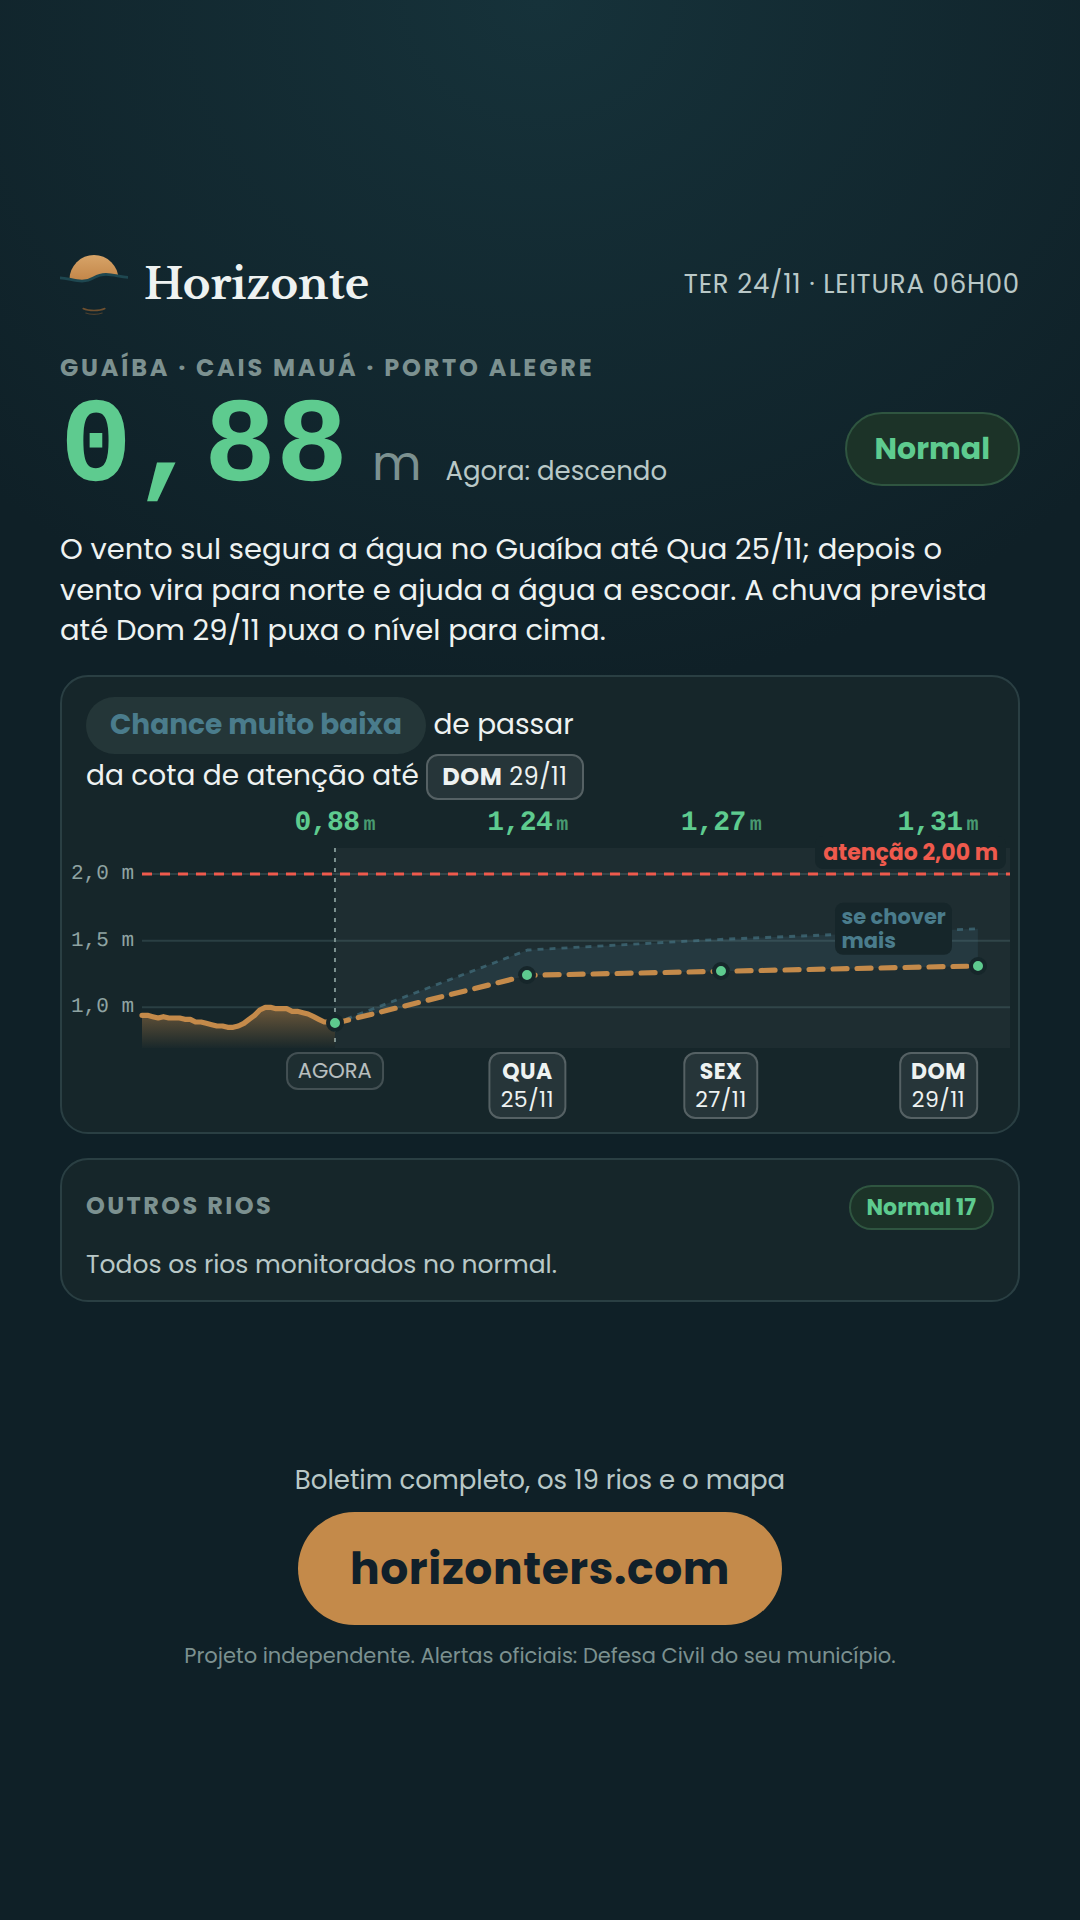 Horizonte
TER 24/11 · LEITURA 06H00
GUAÍBA · CAIS MAUÁ · PORTO ALEGRE
0,88 m Agora: descendo
Normal
O vento sul segura a água no Guaíba até Qua 25/11; depois o
vento vira para norte e ajuda a água a escoar. A chuva prevista
até Dom 29/11 puxa o nível para cima.
Chance muito baixa de passar
da cota de atenção até DOM 29/11
0,88 m 1,24 m 1,27 m 1,31 m
atenção 2,00 m
2,0 m
se chover
mais
1,5 m
1,0 m
AGORA
QUA
25/11
SEX
27/11
DOM
29/11
OUTROS RIOS
Normal 17
Todos os rios monitorados no normal.
Boletim completo, os 19 rios e o mapa
horizonters.com
Projeto independente. Alertas oficiais: Defesa Civil do seu município.